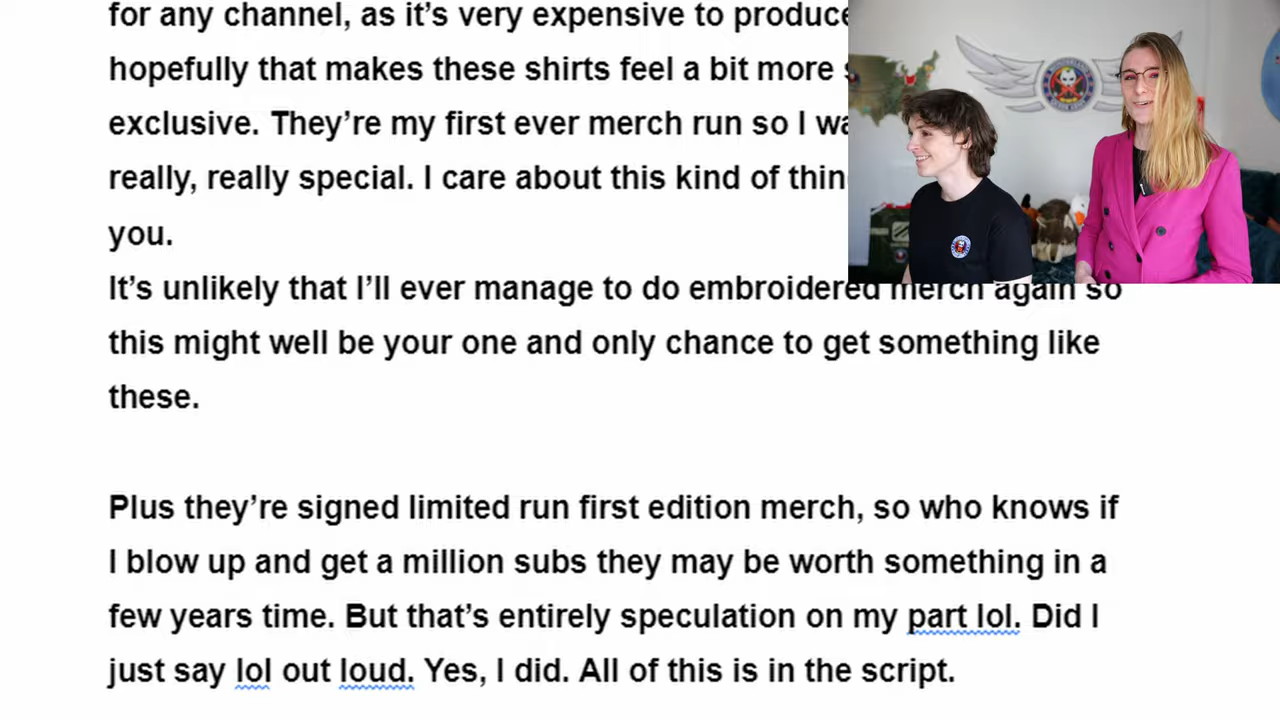 for any channel, as it’s very expensive to produce
hopefully that makes these shirts feel a bit more
exclusive. They’re my first ever merch run so I
really, really special. I care about this kind of
you.
It’s unlikely that I’ll ever manage to do embroidered merch again so
this might well be your one and only chance to get something like
these.
Plus they’re signed limited run first edition merch, so who knows if
I blow up and get a million subs they may be worth something in a
few years time. But that’s entirely speculation on my part lol. Did I
just say lol out loud. Yes, I did. All of this is in the script.